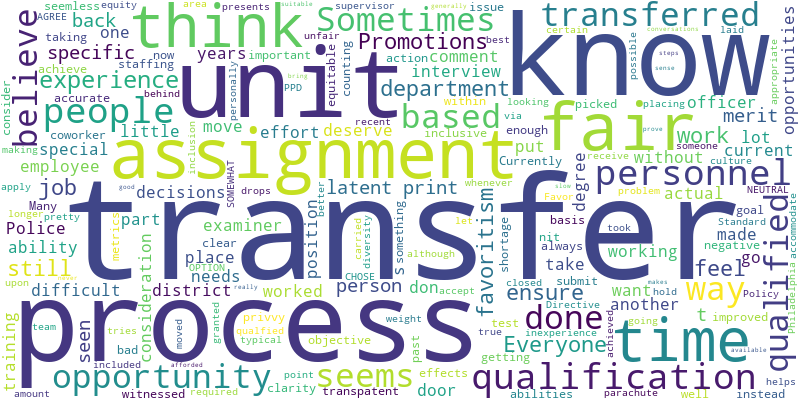 seemless equity area presents supervisor issue generally suitable
AGREE back think Sometimes transferred conversations
taking one Promotions best certain laid
specific years important unfair equitable action comment now staffing
believe unit know
achieve personally counting interview steps possible sense
experience PPD department within opportunities appropriate
consider accurate behind bring recent looking picked placing officer
people based fair work merit
coworker little effort deserve inclusive via
making special move inclusion put enough without lot current
assignment Currently someone culture
employee SOMEWHAT degree receive prove personnel
apply job decisions drops latent print whenever problem actual NEUTRAL
longer Many good better favoritism slow Favor
transfer
Police pretty part position basis took goal Standard accommodate
metrics examiner carried diversity something let shortage nit made qualified
ability clear although always working feel negative
still place OPTION CHOSE S take go
upon consideration needs person don accept ensure want another Philadelphia
difficult district really closed submit makes hold Policy
training process worked privvy weight Directive t way improved
team seen moved granted qualfied test inexperience going
tries typical objective past true done time
bad included afforded seems effects Everyone achieved never
opportunity point getting qualification available helps
amount witnessed required clarity transpatent door abilities parachute well instead